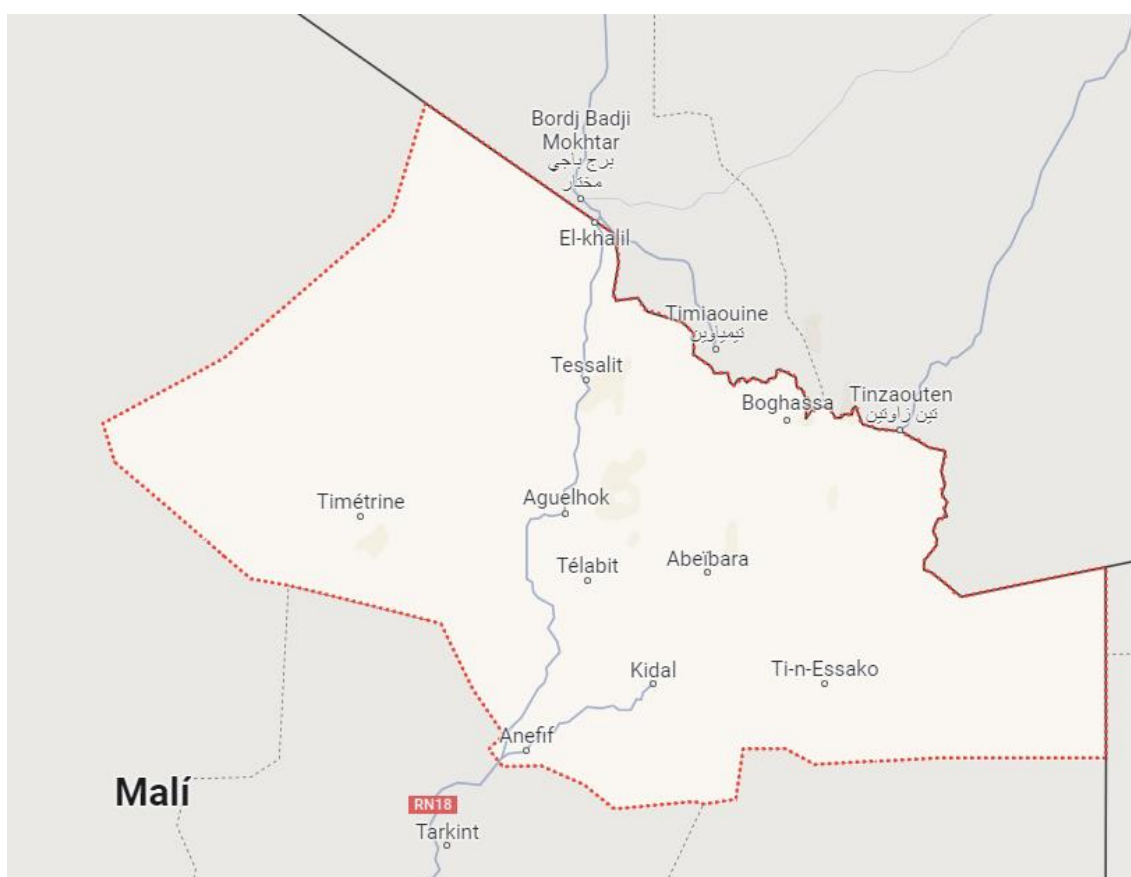 Bordj Badji
Mokhtar
برج باجي
مختار
El-khalil
Timiaouine
تيمياوين
Tessalit
Boghassa
Tinzaouten
تين زاوتين
Timétrine
Aguelhok
Télabit
Abeïbara
Kidal
Ti-n-Essako
Anefif
Malí
RN18
Tarkint